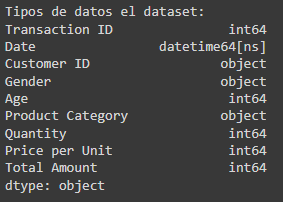 Tipos de datos el dataset:
Transaction ID               int64
Date                datetime64[ns]
Customer ID                 object
Gender                      object
Age                          int64
Product Category            object
Quantity                     int64
Price per Unit               int64
Total Amount                 int64
dtype: object